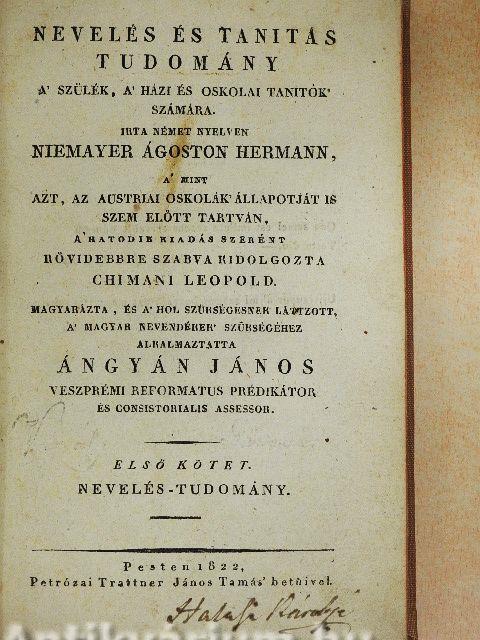 NEVELÉS ÉS TANITÁS
TUDOMÁNY
A' SZÜLÉK, A' HÁZI ÉS OSKOLAI TANITÓK'
SZÁMÁRA.
IRTA NÉMET NYELVEN
NIEMAYER ÁGOSTON HERMANN,
A' MINT
AZT, AZ AUSTRIAI OSKOLÁK' ÁLLAPOTJÁT IS
SZEM ELŐTT TARTVÁN,
A' HATODIK KIADÁS SZERÉNT
RÖVIDEBBRE SZABVA KIDOLGOZTA
CHIMANI LEOPOLD.
MAGYARÁZTA, ÉS A' HOL SZÜKSÉGESNEK LÁTTZOTT,
A' MAGYAR NEVENDÉKEK' SZÜKSÉGÉHEZ
ALKALMAZTATTA
ÁNGYÁN JÁNOS
VESZPRÉMI REFORMATUS PRÉDIKÁTOR
ÉS CONSISTORIALIS ASSESSOR.
ELSŐ KÖTET.
NEVELÉS-TUDOMÁNY.
Pesten 1822,
Petrózai Trattner János Tamás' betűivel.
Antikvárium.hu